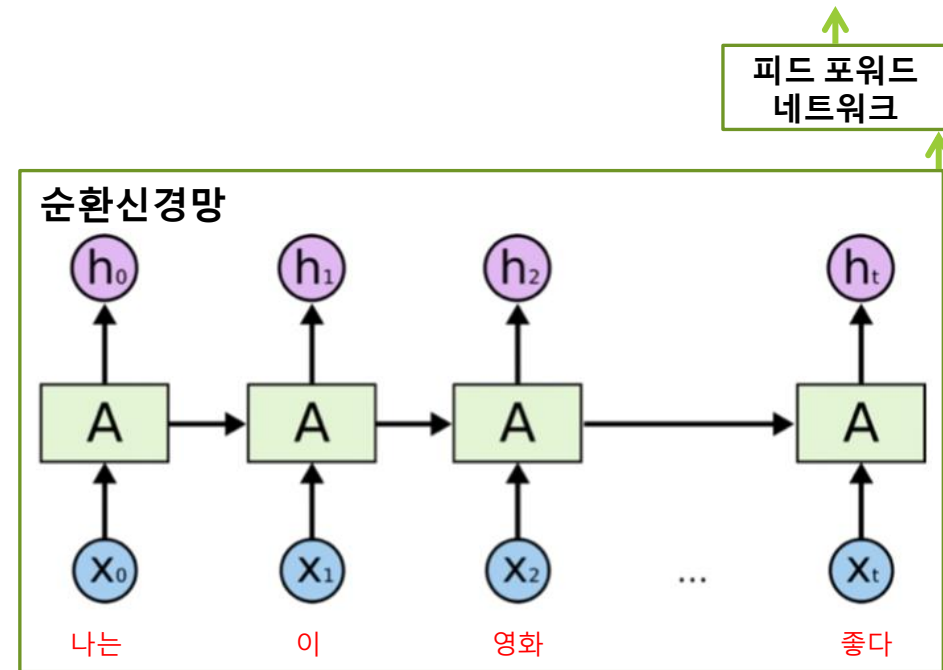 피드 포워드
네트워크
순환신경망
h₀ h₁ h₂ hₜ
A A A A
x₀ x₁ x₂ ... xₜ
나는 이 영화 좋다